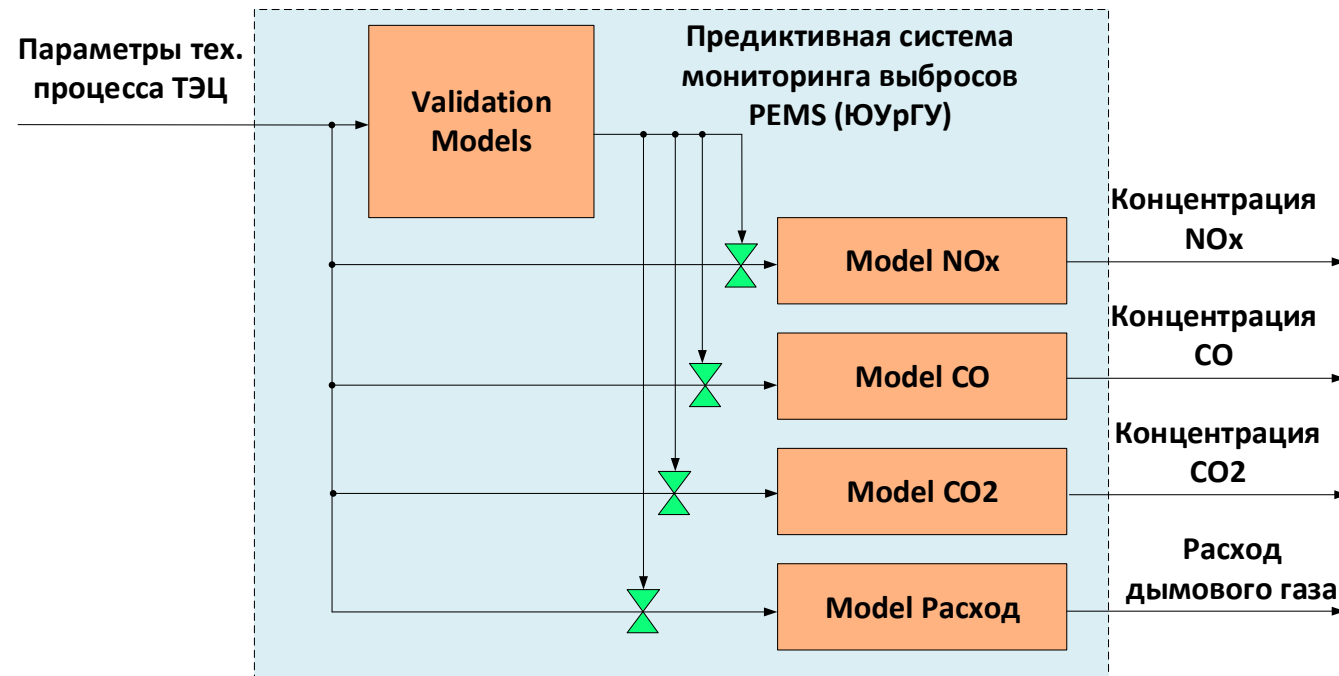 Параметры тех.
процесса ТЭЦ
Validation
Models
Предиктивная система
мониторинга выбросов
PEMS (ЮУрГУ)
Model NOx
Концентрация
NOx
Model CO
Концентрация
CO
Model CO2
Концентрация
CO2
Model Расход
Расход
дымового газа